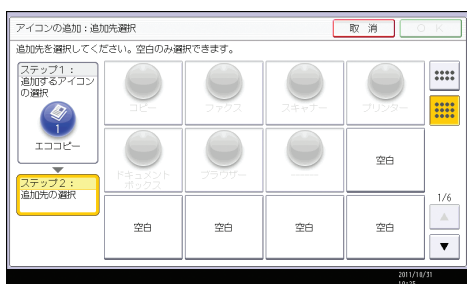 アイコンの追加：追加先選択
取 消
O K
追加先を選択してください。空白のみ選択できます。
ステップ1：
追加するアイコン
の選択
1
エココピー
ステップ2：
追加先の選択
コピー
ファクス
スキャナー
プリンター
ドキュメント
ボックス
ブラウザー
空白
空白
空白
空白
空白
1/6
▲
▼
2011/10/31
10:25